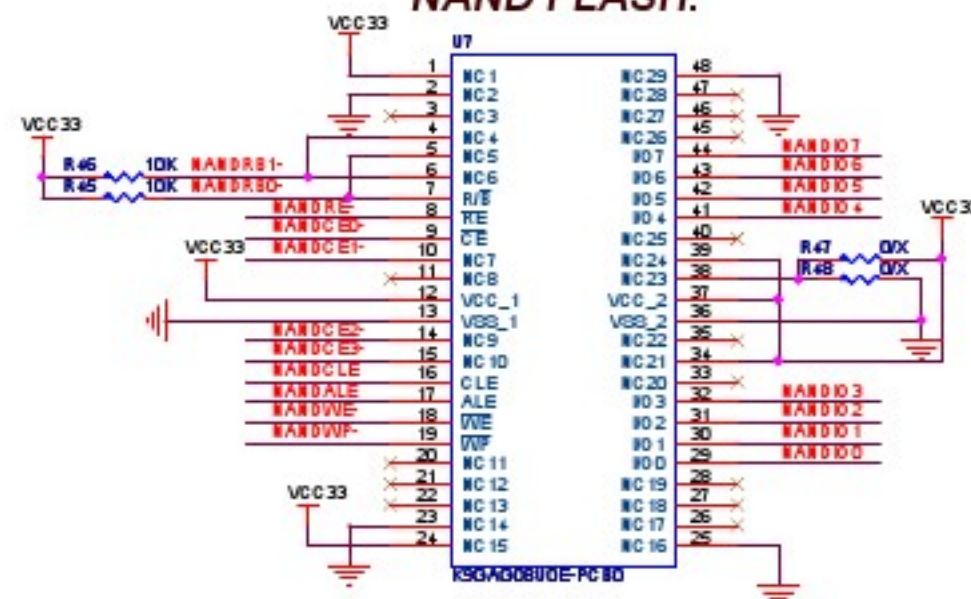 NAND FLASH:
VCC33
U7
1 NC1 NC29 48
2 NC2 NC28 47
3 NC3 NC27 46
4 NC4 NC26 45
5 NC5 I/O7 44 NANDIO7
6 NC6 I/O6 43 NANDIO6
7 R/B I/O5 42 NANDIO5
8 RE I/O4 41 NANDIO4
9 CE NC25 40
10 NC7 NC24 39
11 NC8 NC23 38
12 VCC_1 VCC_2 37
13 VSS_1 VSS_2 36
14 NC9 NC22 35
15 NC10 NC21 34
16 CLE NC20 33
17 ALE I/O3 32 NANDIO3
18 WE I/O2 31 NANDIO2
19 WP I/O1 30 NANDIO1
20 NC11 I/O0 29 NANDIO0
21 NC12 NC19 28
22 NC13 NC18 27
23 NC14 NC17 26
24 NC15 NC16 25
VCC33
R46 10K NANDRB1-
R45 10K NANDRB0-
NANDRE-
NANDCE0-
NANDCE1-
VCC33
NANDCE2-
NANDCE3-
NANDCLE
NANDALE
NANDWE-
NANDWP-
VCC33
VCC3
R47 0/X
R48 0/X
K9GAG08U0E-PCB0